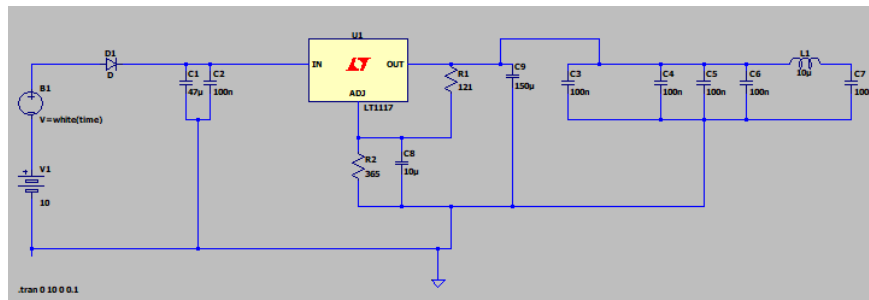 U1
D1
D
C1
47µ
C2
100n
IN
OUT
ADJ
LT1117
R1
121
C9
150µ
C3
100n
C4
100n
C5
100n
C6
100n
L1
10µ
C7
100
B1
V=white(time)
R2
365
C8
10µ
V1
10
.tran 0 10 0 0.1